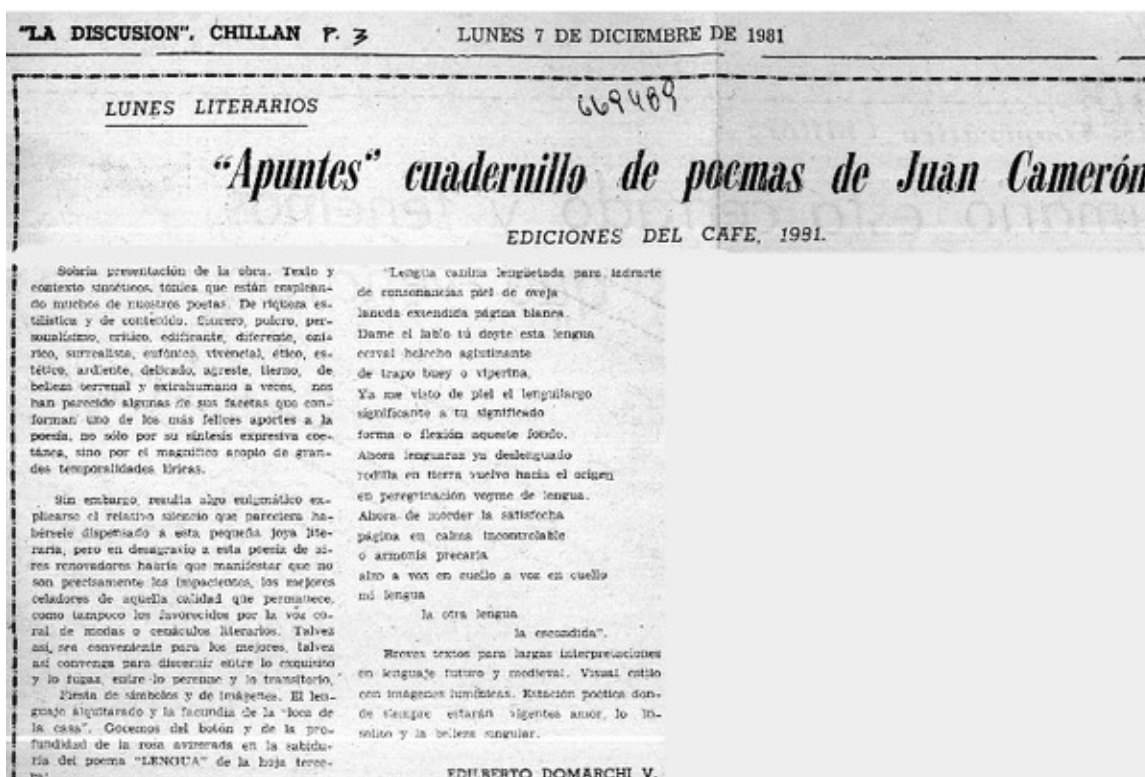 "LA DISCUSION", CHILLAN P. 3
LUNES 7 DE DICIEMBRE DE 1981
LUNES LITERARIOS
669489
"Apuntes" cuadernillo de poemas de Juan Camerón
EDICIONES DEL CAFE, 1981.
Sobria presentación de la obra. Texto y
contexto sintéticos, tónica que están emplean-
do muchos de nuestros poetas. De riqueza es-
tilística y de contenido. Sincero, pulcro, per-
sonalísimo, crítico, edificante, diferente, oní-
rico, surrealista, eufónico, vivencial, ético, es-
tético, ardiente, delicado, agreste, tierno, de
belleza terrenal y extrahumano a veces, nos
han parecido algunas de sus facetas que con-
forman uno de los más felices aportes a la
poesía, no sólo por su síntesis expresiva coe-
tánea, sino por el magnífico acopio de gran-
des temporalidades líricas.
Sin embargo, resulta algo enigmático ex-
plicarse el relativo silencio que pareciera ha-
bérsele dispensado a esta pequeña joya lite-
raria, pero en desagravio a esta poesía de ai-
res renovadores habría que manifestar que no
son precisamente los impacientes, los mejores
celadores de aquella calidad que permanece,
como tampoco los favorecidos por la voz co-
ral de modas o cenáculos literarios. Talvez
así, sea conveniente para los mejores, talvez
así convenga para discernir entre lo exquisito
y lo fugaz, entre lo perenne y lo transitorio.
Fiesta de símbolos y de imágenes. El len-
guaje alquitarado y la facundia de la "loca de
la casa". Gocemos del botón y de la pro-
fundidad de la rosa avizorada en la sabidu-
ría del poema "LENGUA" de la hoja terce-
"Lengua canina lengüetada para ladrarte
de consonancias piel de oveja
lanuda extendida página blanca.
Dame el labio tú doyte esta lengua
cerval helecho aglutinante
de trapo buey o viperina.
Ya me visto de piel el lenguilargo
significante a tu significado
forma o flexión aqueste fondo.
Ahora lenguaraz ya deslenguado
rodilla en tierra vuelvo hacia el origen
en peregrinación voyme de lengua.
Ahora de morder la satisfecha
página en calma incontrolable
o armonía precaria
alzo a voz en cuello a voz en cuello
mi lengua
la otra lengua
la escondida".
Breves textos para largas interpretaciones
en lenguaje futuro y medieval. Visual estilo
con imágenes lumínicas. Estación poética don-
de siempre estarán vigentes amor, lo in-
sólito y la belleza singular.
EDILBERTO DOMARCHI V.